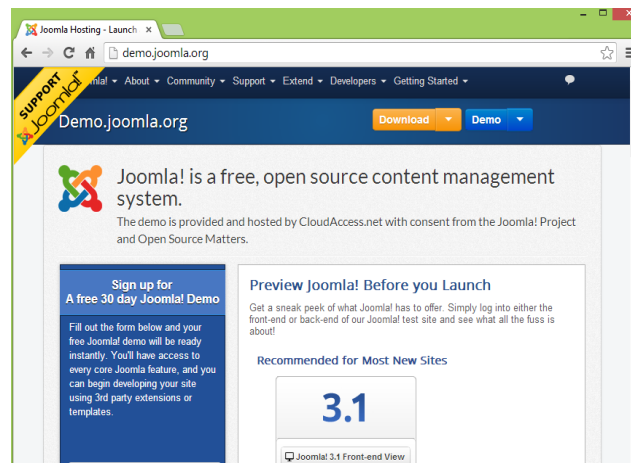 Joomla Hosting - Launch
demo.joomla.org
mla! About Community Support Extend Developers Getting Started
SUPPORT
Joomla!
Demo.joomla.org
Download
Demo
Joomla! is a free, open source content management
system.
The demo is provided and hosted by CloudAccess.net with consent from the Joomla! Project
and Open Source Matters.
Sign up for
A free 30 day Joomla! Demo
Fill out the form below and your
free Joomla! demo will be ready
instantly. You'll have access to
every core Joomla feature, and you
can begin developing your site
using 3rd party extensions or
templates.
Preview Joomla! Before you Launch
Get a sneak peek of what Joomla! has to offer. Simply log into either the
front-end or back-end of our Joomla! test site and see what all the fuss is
about!
Recommended for Most New Sites
3.1
Joomla! 3.1 Front-end View